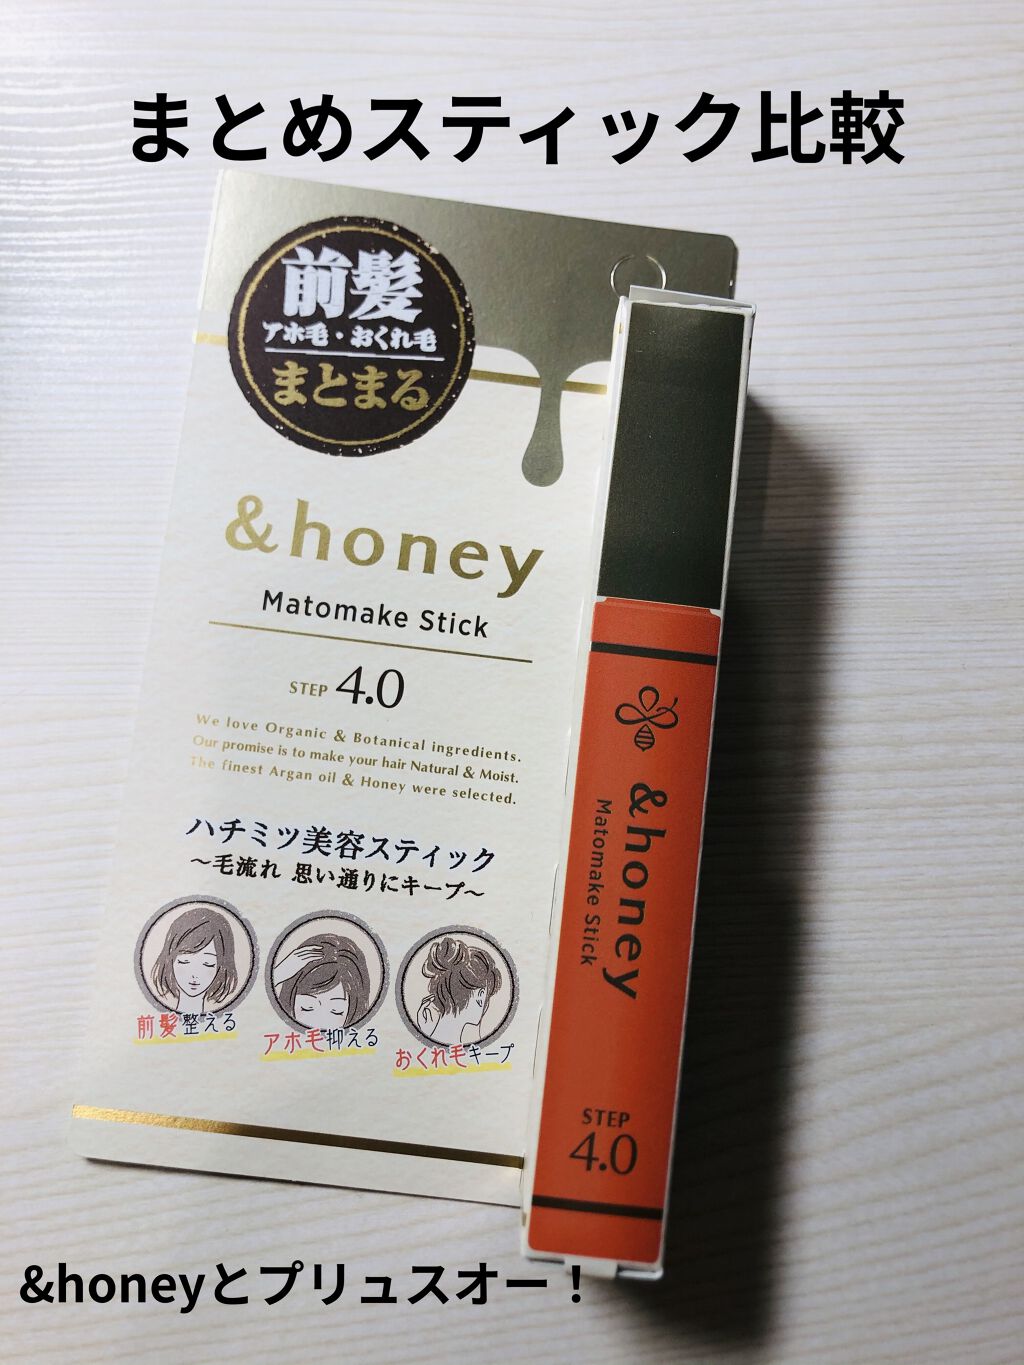 まとめスティック比較
前髪
アホ毛・おくれ毛
まとまる
&honey
Matomake Stick
STEP 4.0
We love Organic & Botanical ingredients.
Our promise is to make your hair Natural & Moist.
The finest Argan oil & Honey were selected.
ハチミツ美容スティック
〜毛流れ 思い通りにキープ〜
前髪整える
アホ毛抑える
おくれ毛キープ
&honey
Matomake Stick
STEP
4.0
&honeyとプリュスオー！